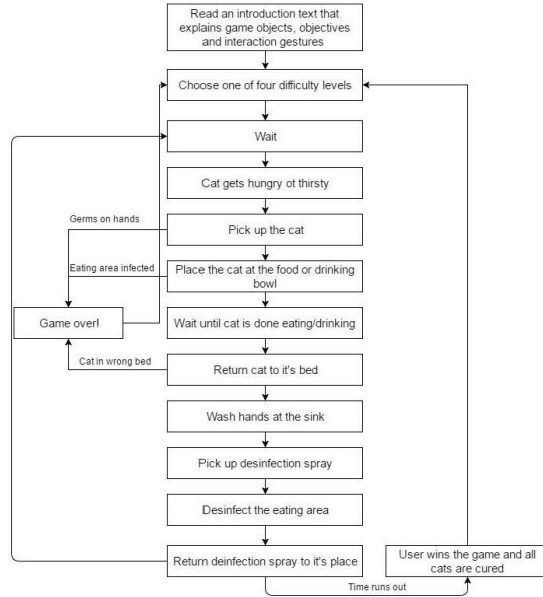 Read an introduction text that
explains game objects, objectives
and interaction gestures
Choose one of four difficulty levels
Wait
Cat gets hungry ot thirsty
Germs on hands
Pick up the cat
Eating area infected
Place the cat at the food or drinking
bowl
Game over!
Wait until cat is done eating/drinking
Cat in wrong bed
Return cat to it's bed
Wash hands at the sink
Pick up desinfection spray
Desinfect the eating area
Return deinfection spray to it's place
User wins the game and all
cats are cured
Time runs out